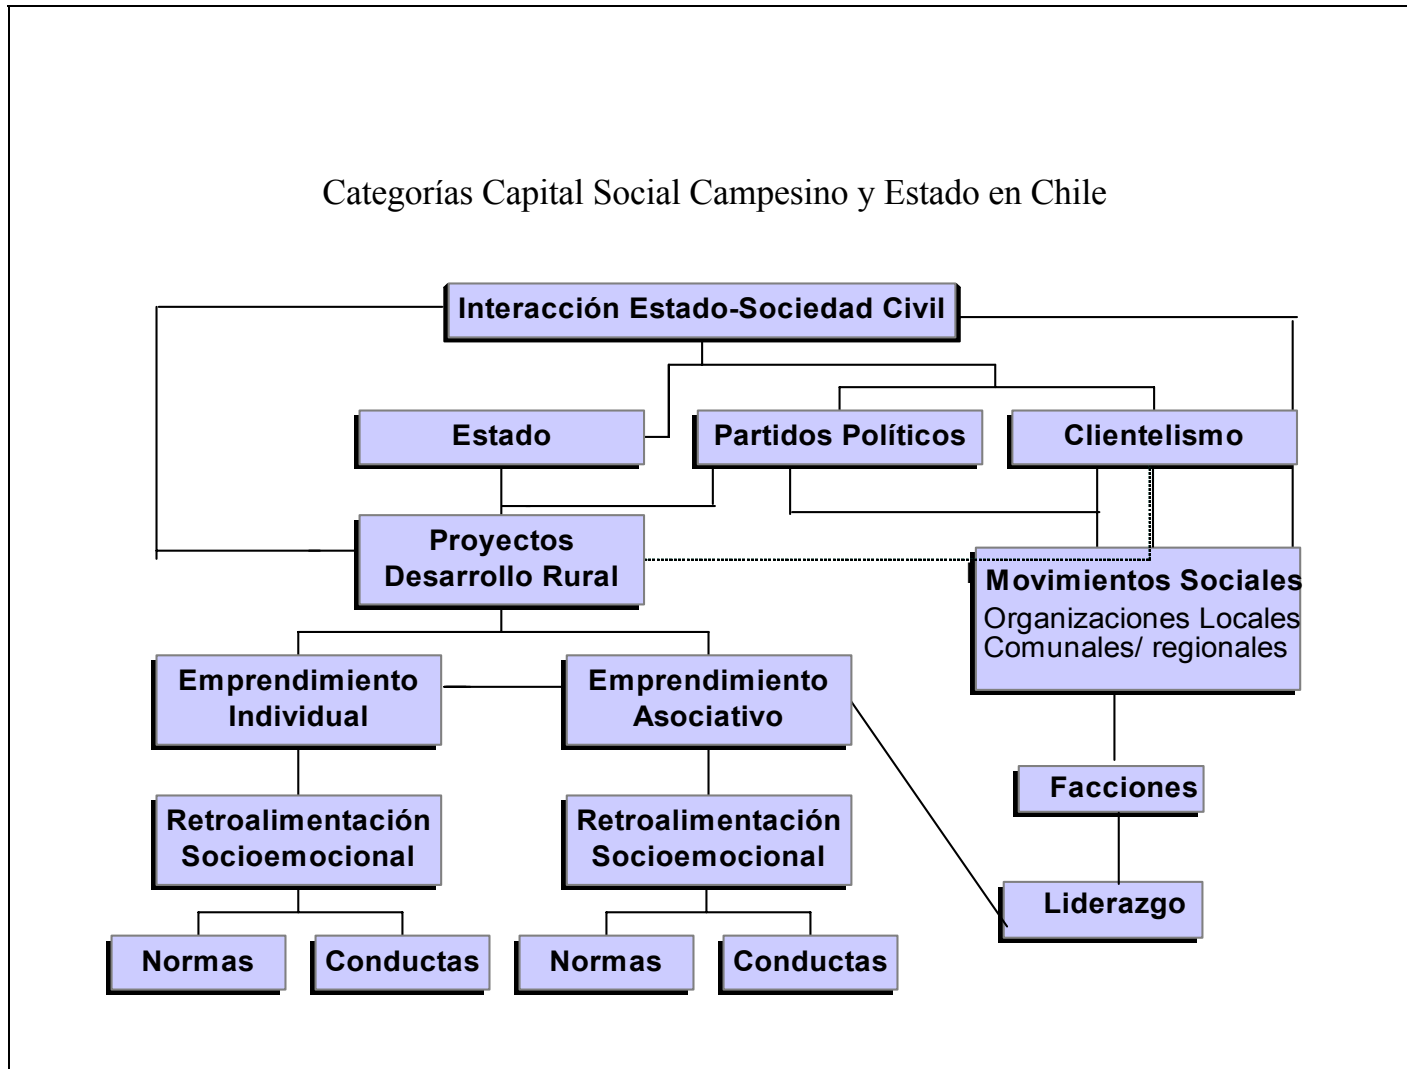 Categorías Capital Social Campesino y Estado en Chile
Interacción Estado-Sociedad Civil
Estado
Partidos Políticos
Clientelismo
Proyectos
Desarrollo Rural
Movimientos Sociales
Organizaciones Locales
Comunales/ regionales
Emprendimiento
Individual
Emprendimiento
Asociativo
Facciones
Retroalimentación
Socioemocional
Retroalimentación
Socioemocional
Liderazgo
Normas
Conductas
Normas
Conductas